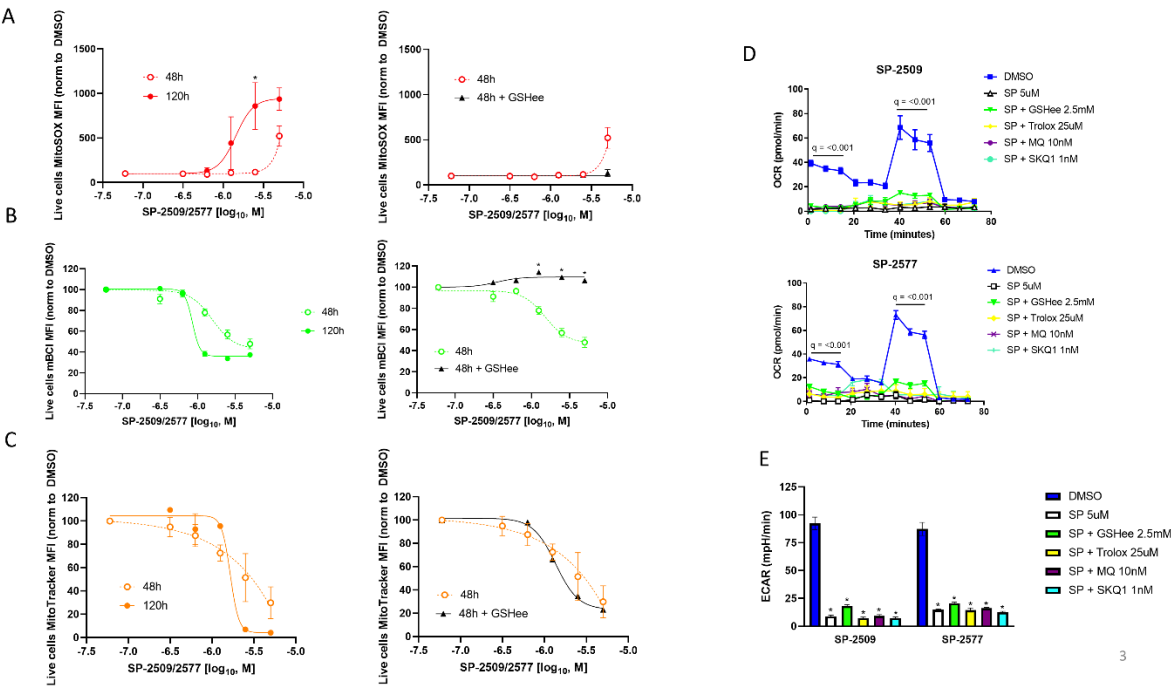 A
Live cells MitoSOX MFI (norm to DMSO)
1500
1000
500
0
48h
120h
*
-7.5 -7.0 -6.5 -6.0 -5.5 -5.0
SP-2509/2577 [log10, M]
Live cells MitoSOX MFI (norm to DMSO)
1500
1000
500
0
48h
48h + GSHee
-7.5 -7.0 -6.5 -6.0 -5.5 -5.0
SP-2509/2577 [log10, M]
B
Live cells mBCI MFI (norm to DMSO)
120
100
80
60
40
20
0
48h
120h
-7.5 -7.0 -6.5 -6.0 -5.5 -5.0
SP-2509/2577 [log10, M]
Live cells mBCI MFI (norm to DMSO)
120
100
80
60
40
20
0
* * *
48h
48h + GSHee
-7.5 -7.0 -6.5 -6.0 -5.5 -5.0
SP-2509/2577 [log10, M]
C
Live cells MitoTracker MFI (norm to DMSO)
120
100
80
60
40
20
0
48h
120h
-7.5 -7.0 -6.5 -6.0 -5.5 -5.0
SP-2509/2577 [log10, M]
Live cells MitoTracker MFI (norm to DMSO)
120
100
80
60
40
20
0
48h
48h + GSHee
-7.5 -7.0 -6.5 -6.0 -5.5 -5.0
SP-2509/2577 [log10, M]
D
SP-2509
OCR (pmol/min)
100
80
60
40
20
0
q = <0.001
q = <0.001
0 20 40 60 80
Time (minutes)
DMSO
SP 5uM
SP + GSHee 2.5mM
SP + Trolox 25uM
SP + MQ 10nM
SP + SKQ1 1nM
SP-2577
OCR (pmol/min)
100
80
60
40
20
0
q = <0.001
q = <0.001
0 20 40 60 80
Time (minutes)
DMSO
SP 5uM
SP + GSHee 2.5mM
SP + Trolox 25uM
SP + MQ 10nM
SP + SKQ1 1nM
E
ECAR (mpH/min)
125
100
75
50
25
0
* * * * *
* * * * *
SP-2509 SP-2577
DMSO
SP 5uM
SP + GSHee 2.5mM
SP + Trolox 25uM
SP + MQ 10nM
SP + SKQ1 1nM
3